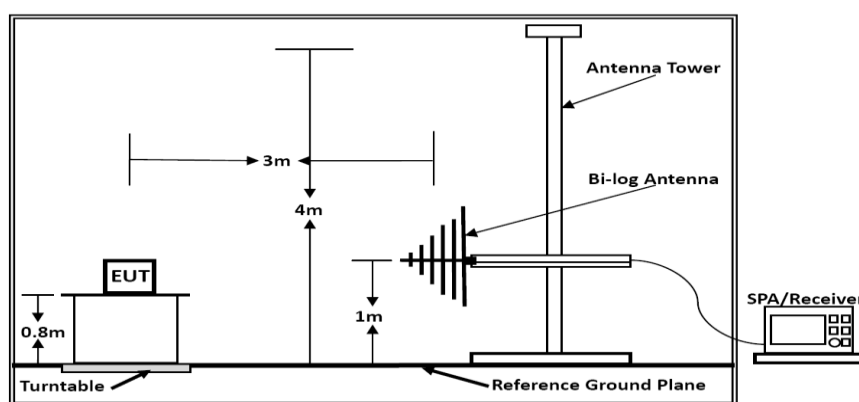 Antenna Tower
3m
Bi-log Antenna
4m
EUT
0.8m
1m
SPA/Receiver
Turntable
Reference Ground Plane